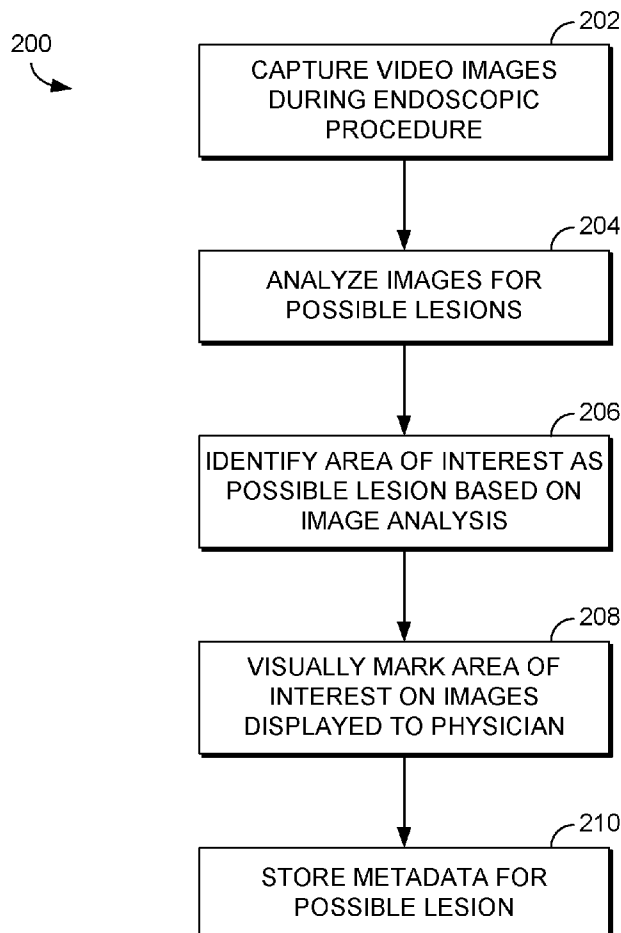 200
202
CAPTURE VIDEO IMAGES
DURING ENDOSCOPIC
PROCEDURE
204
ANALYZE IMAGES FOR
POSSIBLE LESIONS
206
IDENTIFY AREA OF INTEREST AS
POSSIBLE LESION BASED ON
IMAGE ANALYSIS
208
VISUALLY MARK AREA OF
INTEREST ON IMAGES
DISPLAYED TO PHYSICIAN
210
STORE METADATA FOR
POSSIBLE LESION